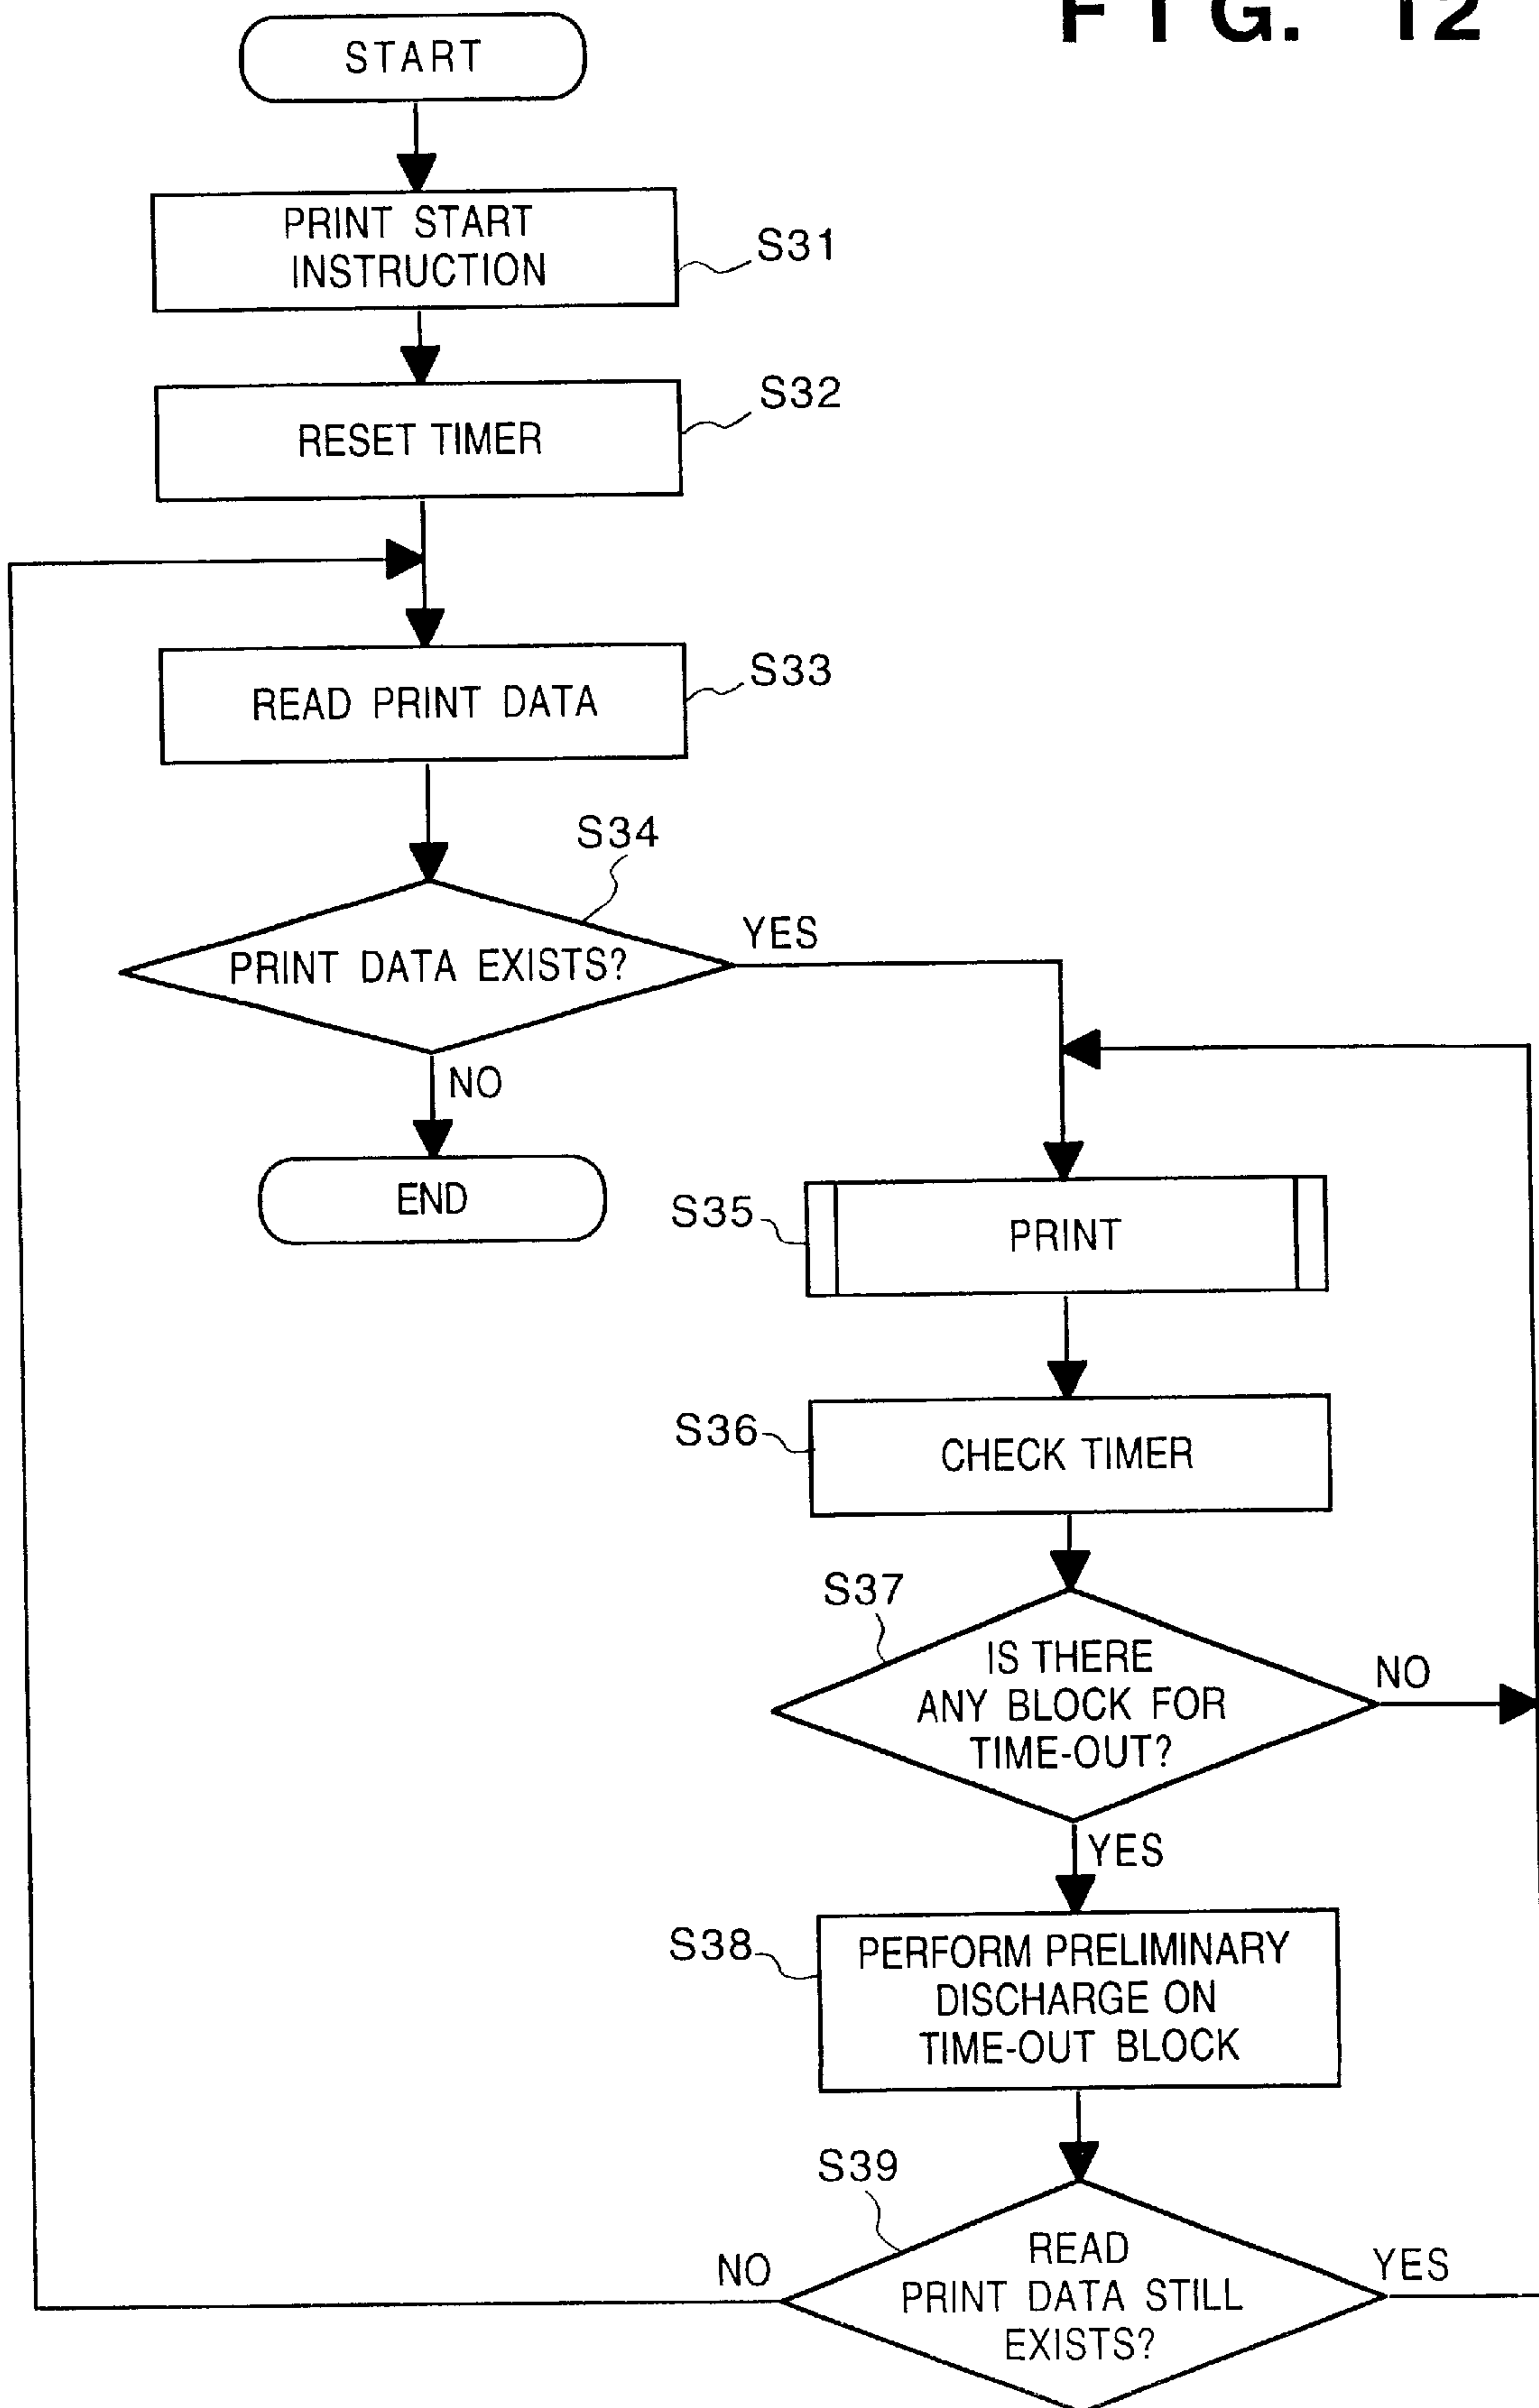 FIG. 12
START
PRINT START
INSTRUCTION
S31
RESET TIMER
S32
READ PRINT DATA
S33
S34
PRINT DATA EXISTS?
YES
NO
END
S35
PRINT
S36
CHECK TIMER
S37
IS THERE
ANY BLOCK FOR
TIME-OUT?
NO
YES
S38
PERFORM PRELIMINARY
DISCHARGE ON
TIME-OUT BLOCK
S39
READ
PRINT DATA STILL
EXISTS?
NO
YES